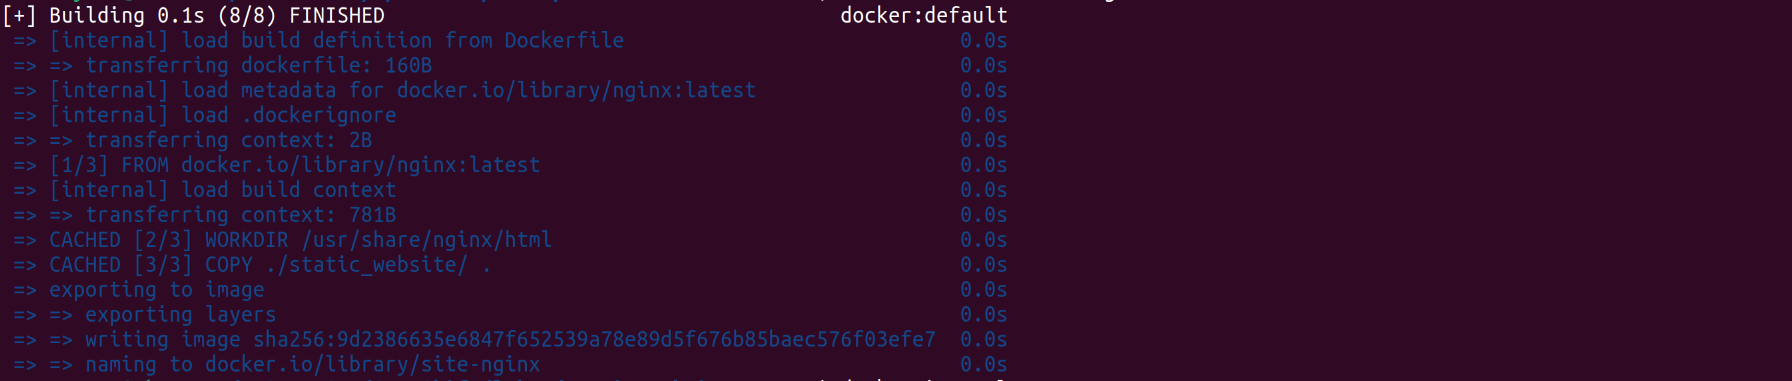 [+] Building 0.1s (8/8) FINISHED docker:default
=> [internal] load build definition from Dockerfile 0.0s
=> => transferring dockerfile: 160B 0.0s
=> [internal] load metadata for docker.io/library/nginx:latest 0.0s
=> [internal] load .dockerignore 0.0s
=> => transferring context: 2B 0.0s
=> [1/3] FROM docker.io/library/nginx:latest 0.0s
=> [internal] load build context 0.0s
=> => transferring context: 781B 0.0s
=> CACHED [2/3] WORKDIR /usr/share/nginx/html 0.0s
=> CACHED [3/3] COPY ./static_website/ . 0.0s
=> exporting to image 0.0s
=> => exporting layers 0.0s
=> => writing image sha256:9d2386635e6847f652539a78e89d5f676b85baec576f03efe7 0.0s
=> => naming to docker.io/library/site-nginx 0.0s